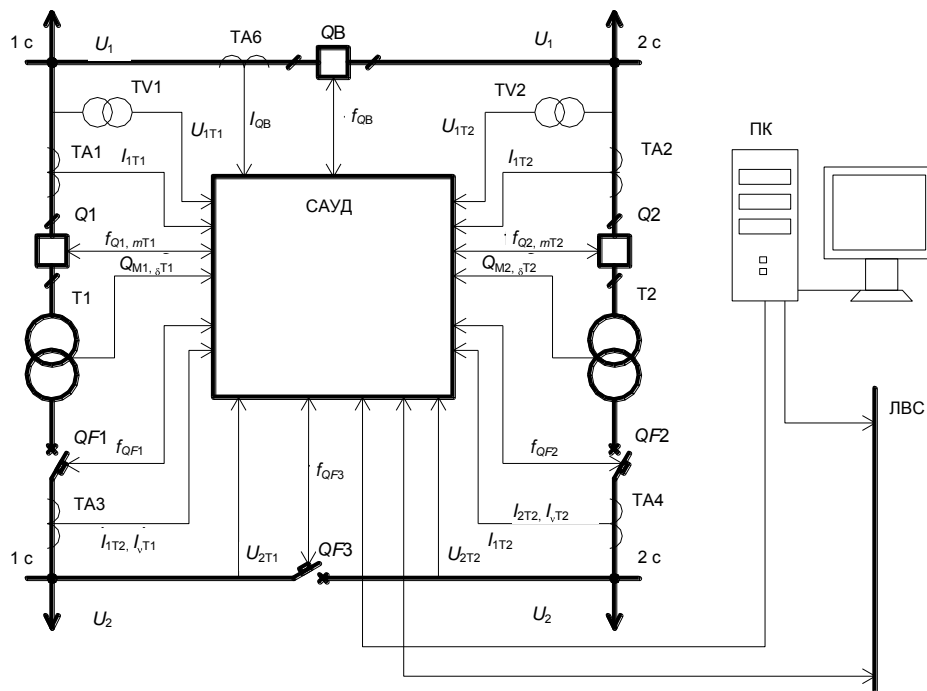 1 с
U1
TA6
QB
U1
2 с
TV1
IQB
fQB
TV2
U1T1
U1T2
ПК
TA1
I1T1
I1T2
TA2
САУД
Q1
Q2
fQ1, mT1
fQ2, mT2
QM1, δT1
QM2, δT2
T1
T2
ЛВС
QF1
QF2
fQF1
fQF3
fQF2
TA3
TA4
I2T2, IνT2
I1T2, IνT1
I1T2
U2T1
QF3
U2T2
1 с
2 с
U2
U2